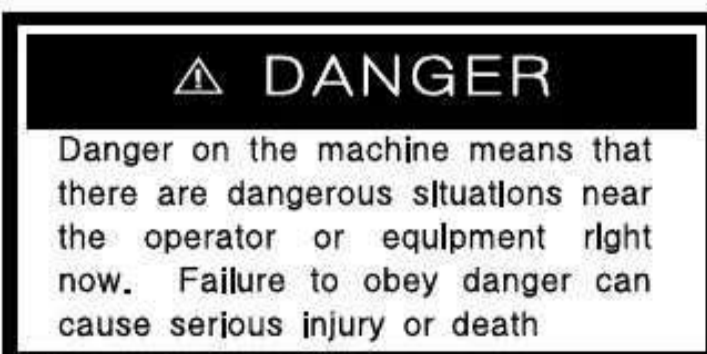 DANGER
Danger on the machine means that
there are dangerous situations near
the operator or equipment right
now. Failure to obey danger can
cause serious injury or death